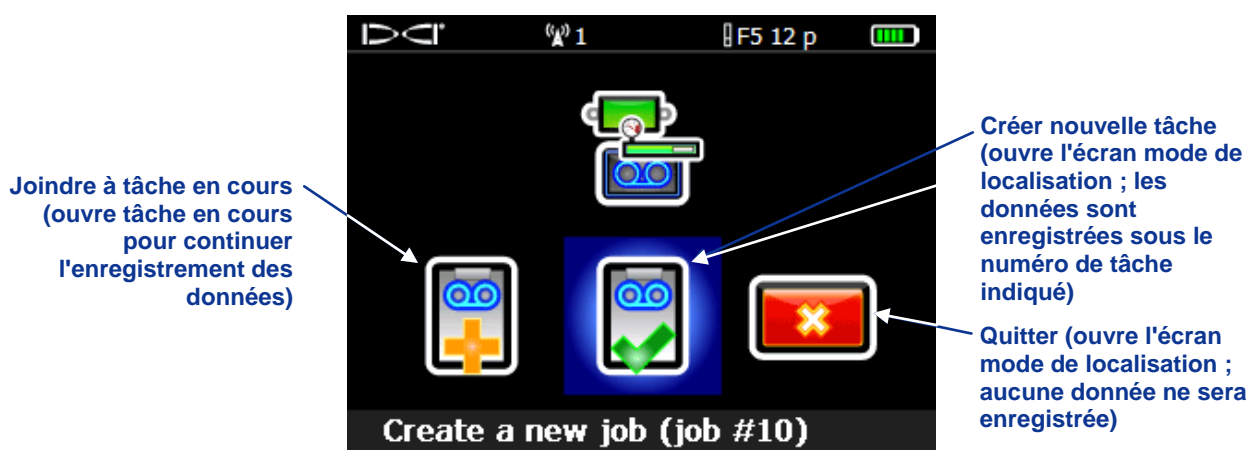 DCI
1
F5 12 p
Joindre à tâche en cours
(ouvre tâche en cours
pour continuer
l'enregistrement des
données)
Créer nouvelle tâche
(ouvre l'écran mode de
localisation ; les
données sont
enregistrées sous le
numéro de tâche
indiqué)
Quitter (ouvre l'écran
mode de localisation ;
aucune donnée ne sera
enregistrée)
Create a new job (job #10)